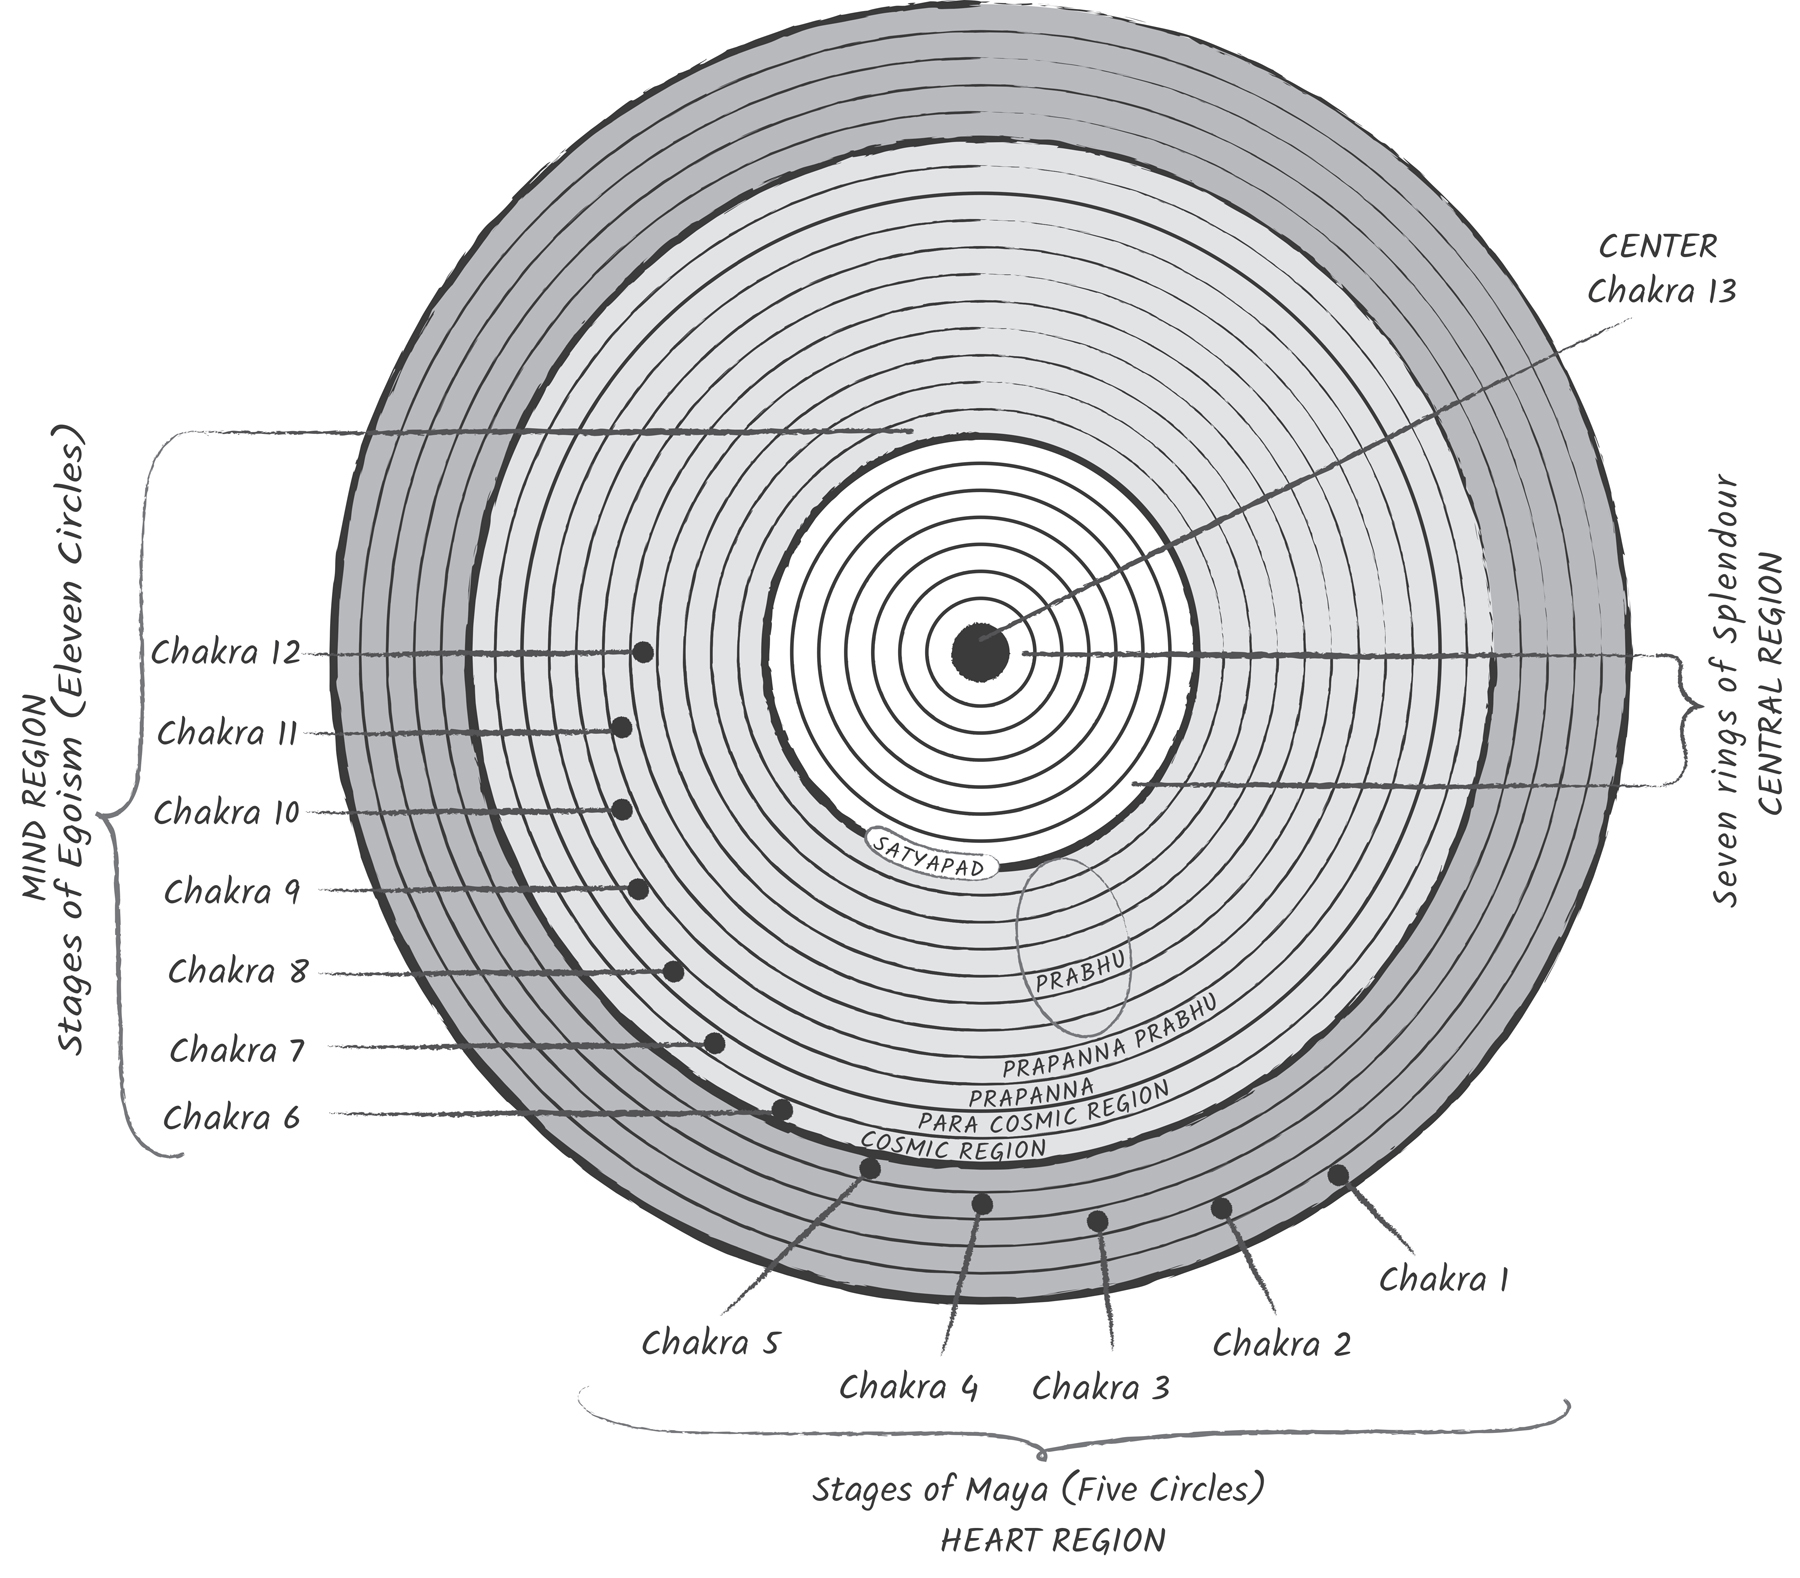 CENTER
Chakra 13
MIND REGION
Stages of Egoism (Eleven Circles)
Seven rings of Splendour
CENTRAL REGION
Chakra 12
Chakra 11
Chakra 10
Chakra 9
Chakra 8
Chakra 7
Chakra 6
SATYAPAD
PRABHU
PRAPANNA PRABHU
PRAPANNA
PARA COSMIC REGION
COSMIC REGION
Chakra 1
Chakra 2
Chakra 5
Chakra 4
Chakra 3
Stages of Maya (Five Circles)
HEART REGION